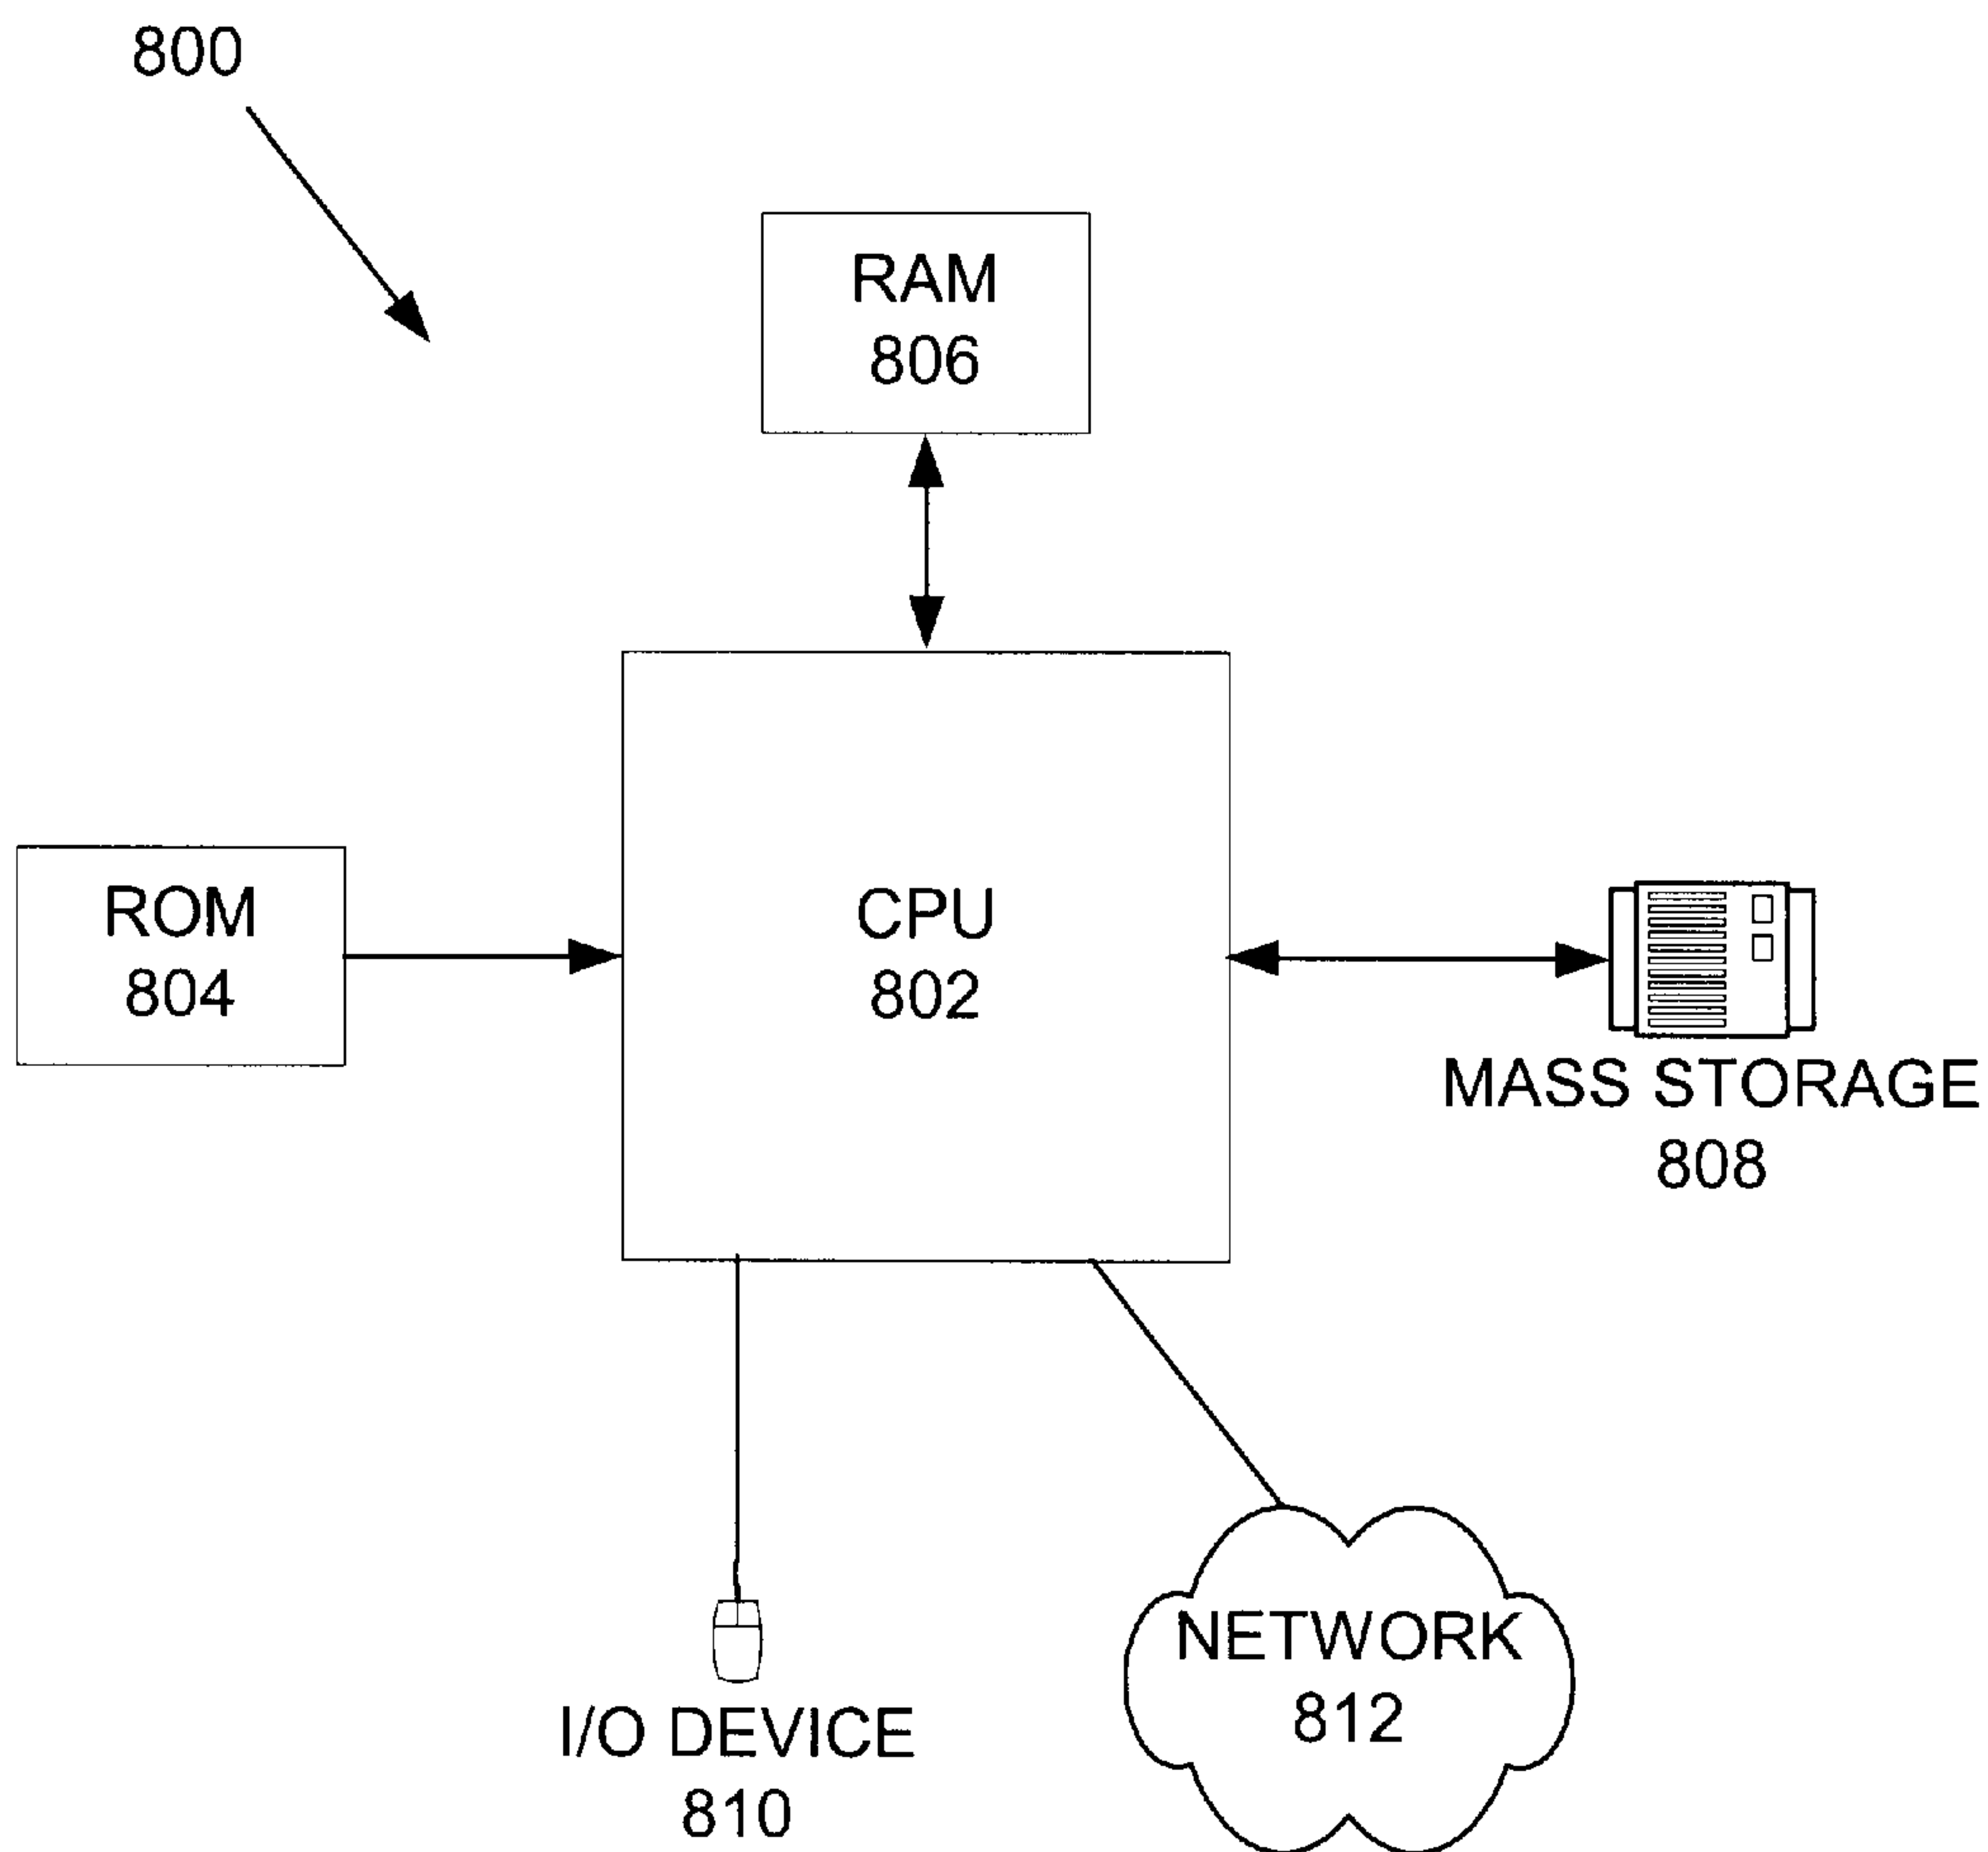 800
RAM
806
ROM
804
CPU
802
MASS STORAGE
808
I/O DEVICE
810
NETWORK
812